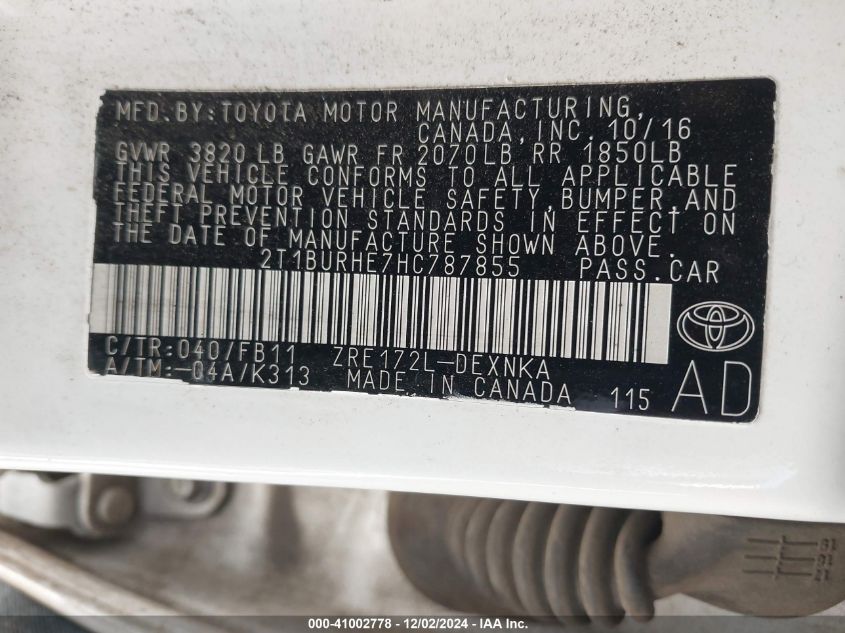 MFD.BY:TOYOTA MOTOR MANUFACTURING,
CANADA,INC. 10/16
GVWR 3820 LB GAWR FR 2070LB RR 1850LB
THIS VEHICLE CONFORMS TO ALL APPLICABLE
FEDERAL MOTOR VEHICLE SAFETY,BUMPER,AND
THEFT PREVENTION STANDARDS IN EFFECT ON
THE DATE OF MANUFACTURE SHOWN ABOVE.
2T1BURHE7HC787855 PASS.CAR
C/TR:040/FB11 ZRE172L-DEXNKA
A/TM:-04A/K313 MADE IN CANADA 115 AD
000-41002778 - 12/02/2024 - IAA Inc.